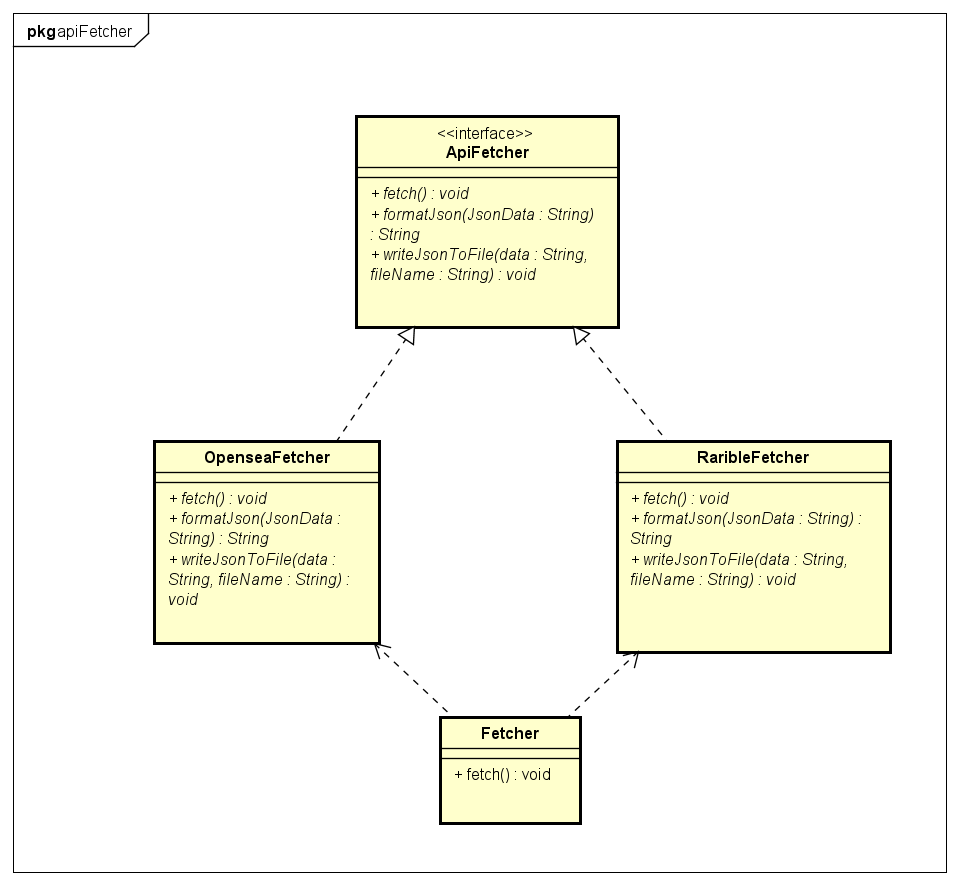 pkg apiFetcher
<<interface>>
ApiFetcher
+ fetch() : void
+ formatJson(JsonData : String)
: String
+ writeJsonToFile(data : String,
fileName : String) : void
OpenseaFetcher
+ fetch() : void
+ formatJson(JsonData :
String) : String
+ writeJsonToFile(data :
String, fileName : String) :
void
RaribleFetcher
+ fetch() : void
+ formatJson(JsonData : String) :
String
+ writeJsonToFile(data : String,
fileName : String) : void
Fetcher
+ fetch() : void